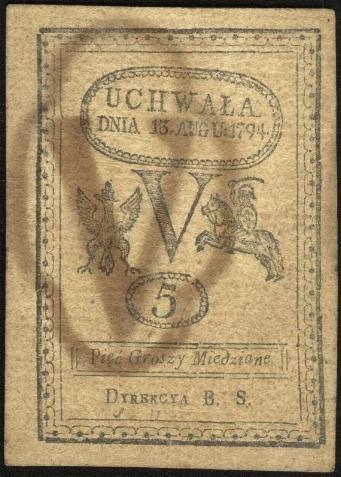 UCHWAŁA
DNIA 13. AUGU. 1794.
V
5
Pięć Groszy Miedziane
DYREKCYA B. S.